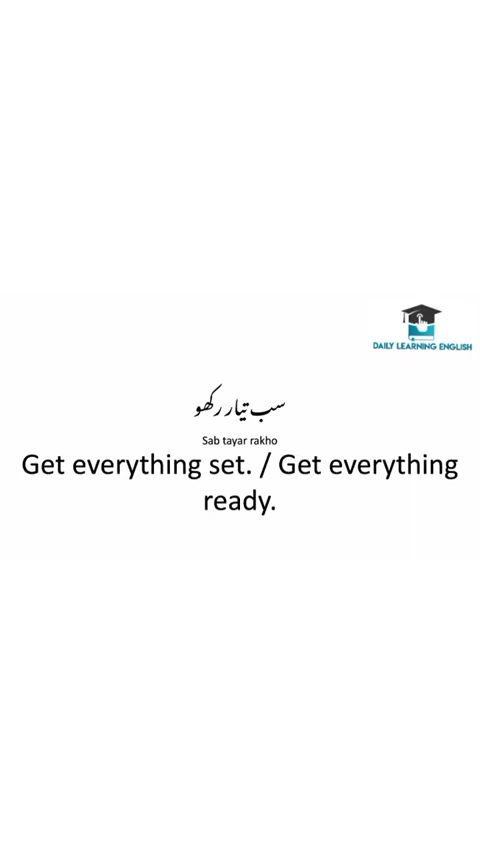 DAILY LEARNING ENGLISH
سب تیار رکھو
Sab tayar rakho
Get everything set. / Get everything
ready.